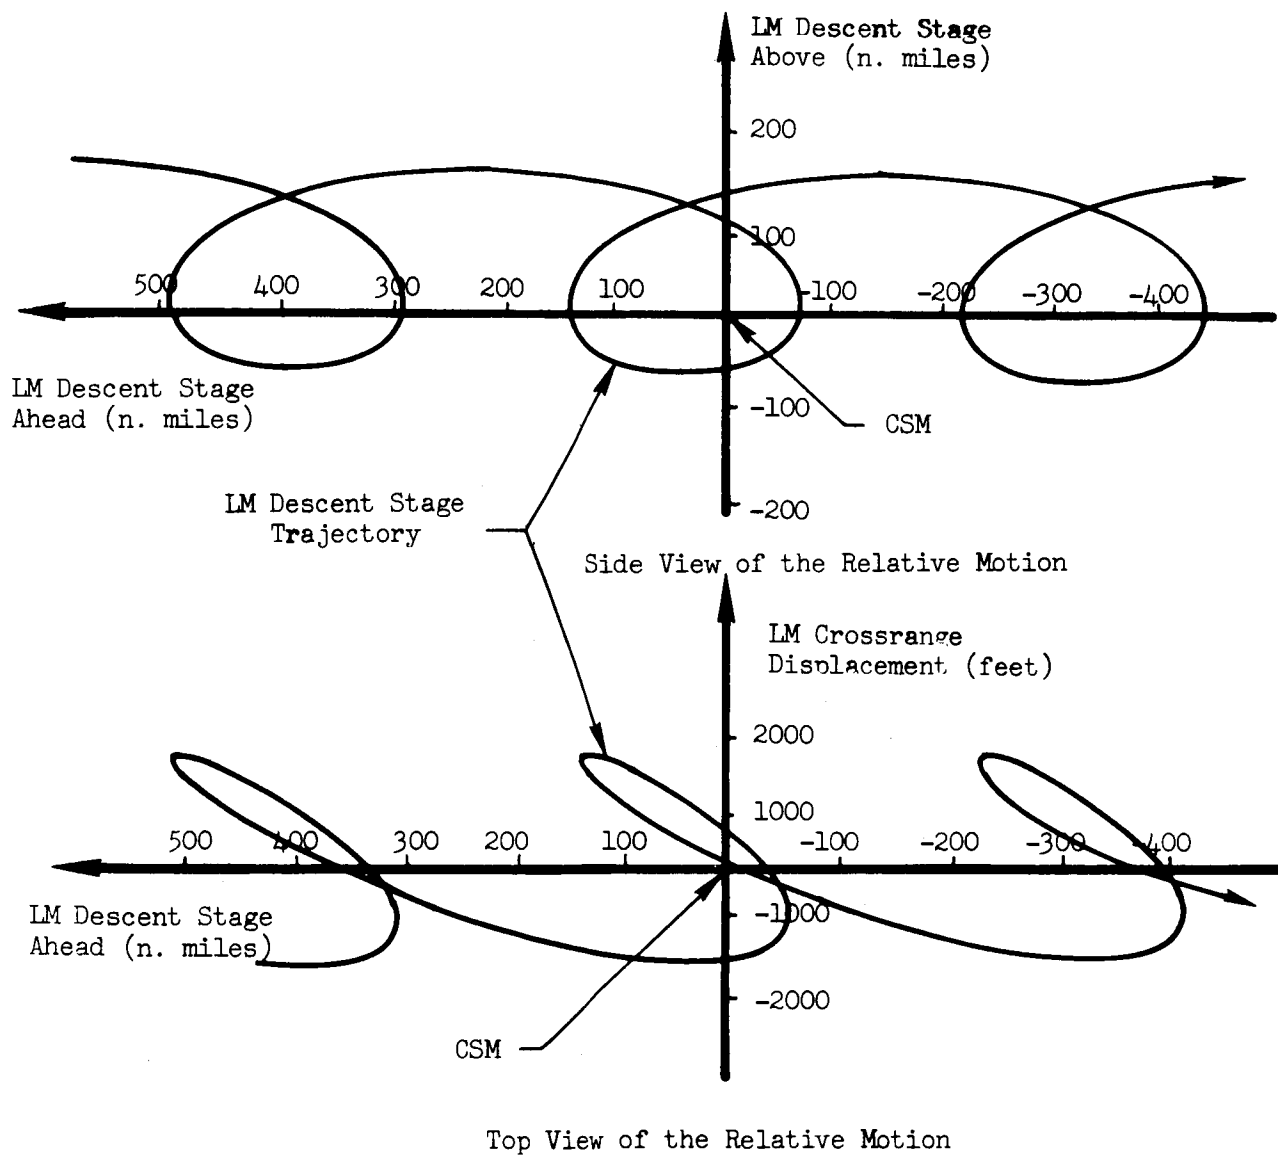 LM Descent Stage
Above (n. miles)
200
100
500 400 300 200 100 -100 -200 -300 -400
LM Descent Stage
Ahead (n. miles)
-100
CSM
LM Descent Stage
Trajectory
-200
Side View of the Relative Motion
LM Crossrange
Displacement (feet)
2000
1000
500 400 300 200 100 -100 -200 -300 -400
LM Descent Stage
Ahead (n. miles)
-1000
-2000
CSM
Top View of the Relative Motion